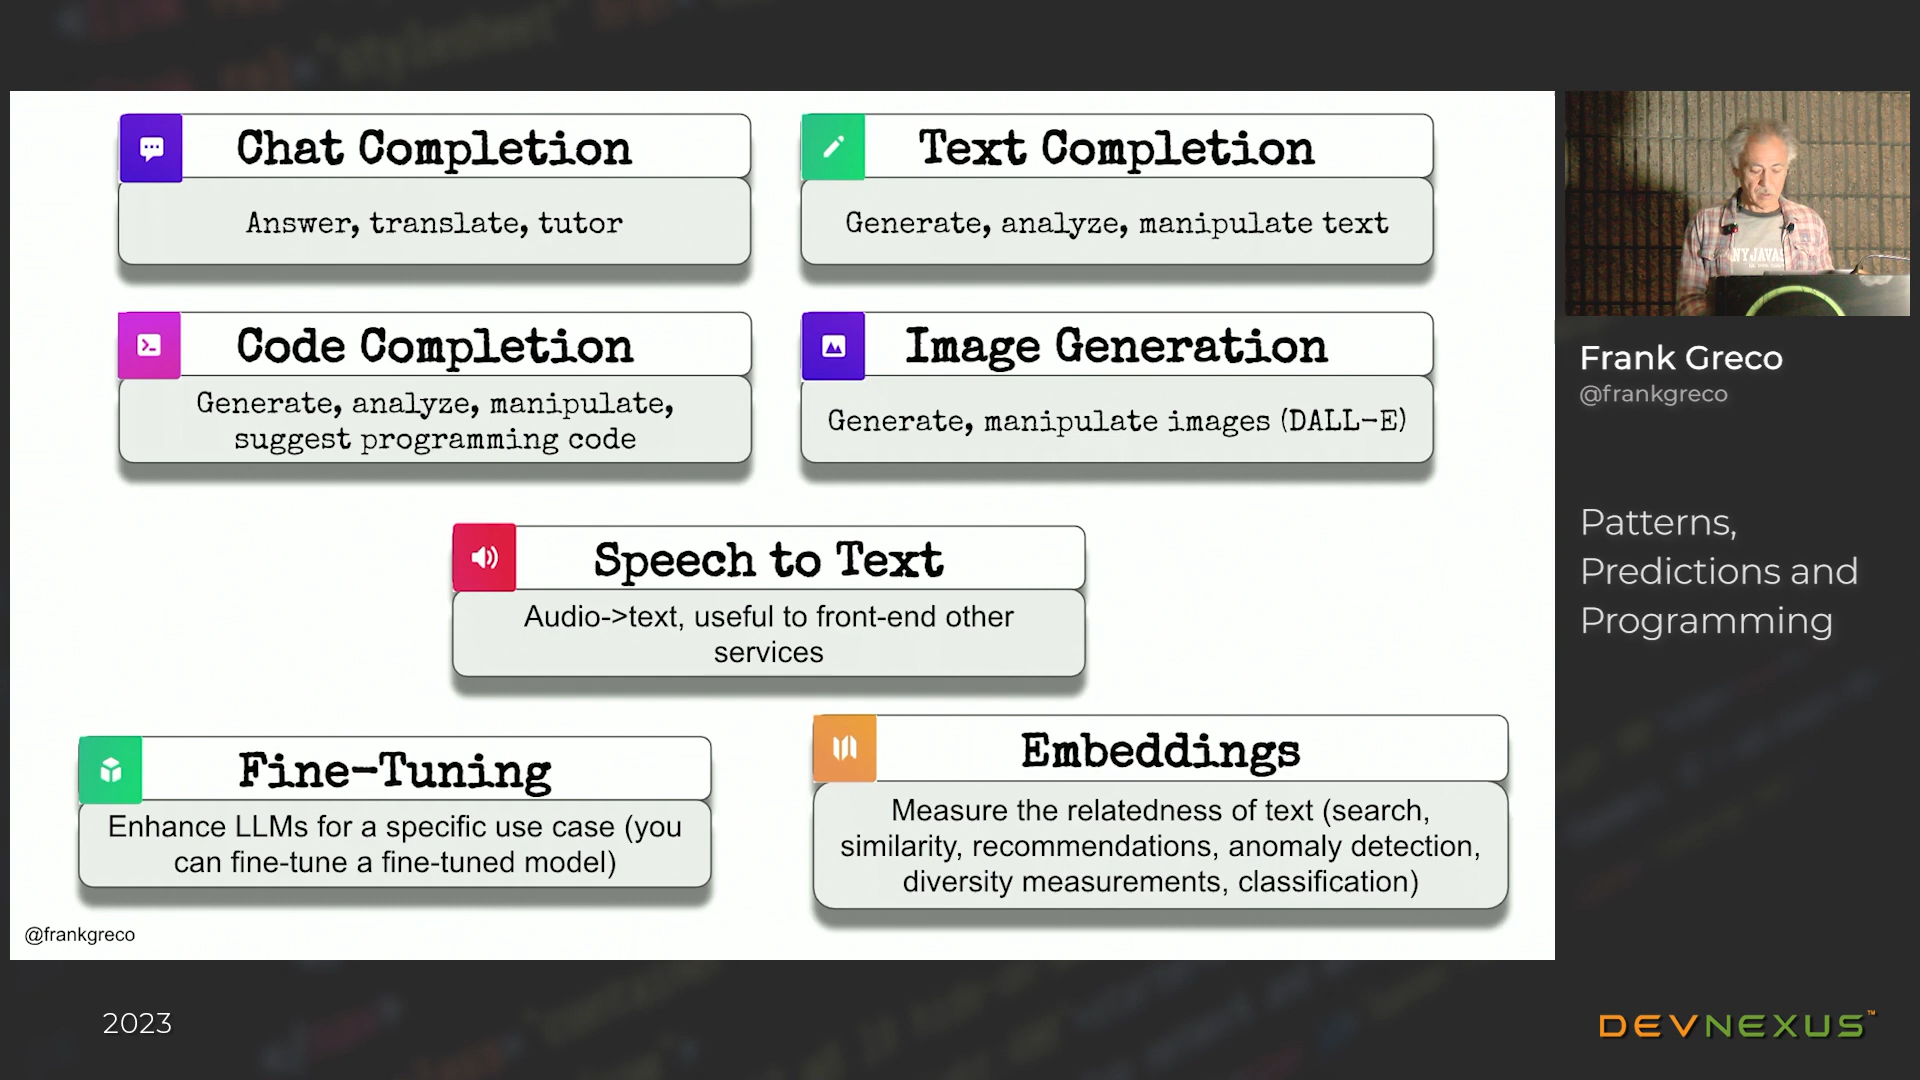 Chat Completion
Answer, translate, tutor
Text Completion
Generate, analyze, manipulate text
Code Completion
Generate, analyze, manipulate,
suggest programming code
Image Generation
Generate, manipulate images (DALL-E)
Speech to Text
Audio->text, useful to front-end other
services
Fine-Tuning
Enhance LLMs for a specific use case (you
can fine-tune a fine-tuned model)
Embeddings
Measure the relatedness of text (search,
similarity, recommendations, anomaly detection,
diversity measurements, classification)
@frankgreco
Frank Greco
@frankgreco
Patterns,
Predictions and
Programming
2023
DEVNEXUS™